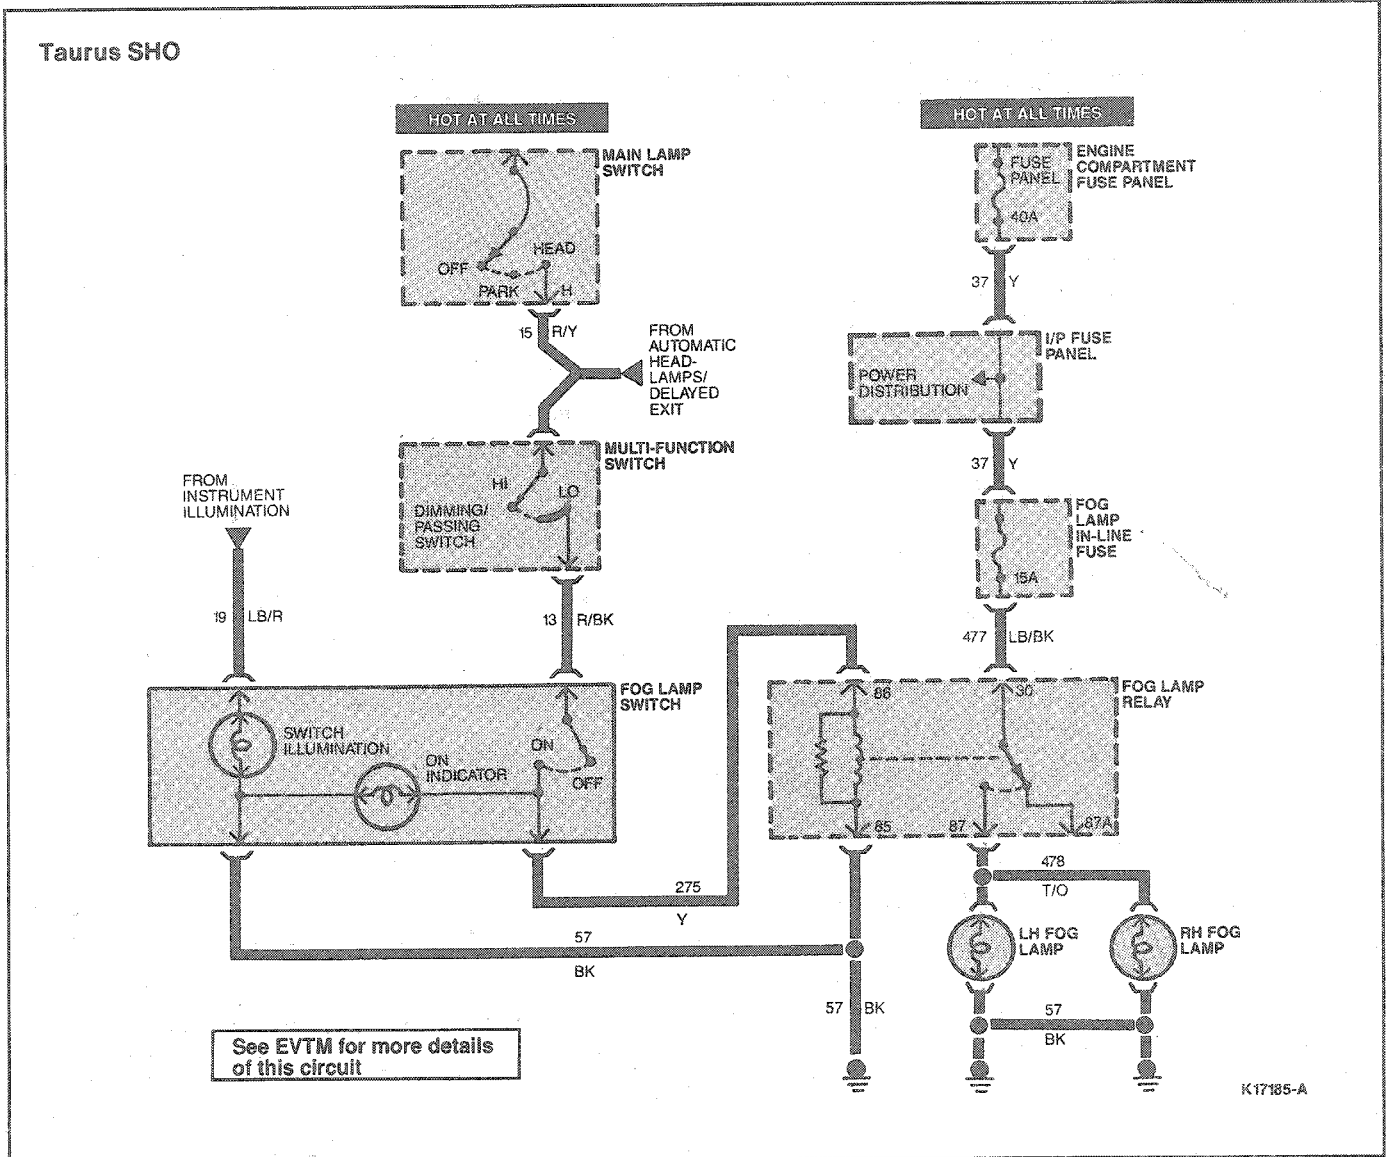 Taurus SHO
HOT AT ALL TIMES
MAIN LAMP
SWITCH
OFF
HEAD
PARK
H
15
R/Y
FROM
AUTOMATIC
HEAD-
LAMPS/
DELAYED
EXIT
MULTI-FUNCTION
SWITCH
HI
LO
DIMMING/
PASSING
SWITCH
13
R/BK
FROM
INSTRUMENT
ILLUMINATION
19
LB/R
FOG LAMP
SWITCH
SWITCH
ILLUMINATION
ON
INDICATOR
ON
OFF
275
Y
57
BK
HOT AT ALL TIMES
ENGINE
COMPARTMENT
FUSE PANEL
FUSE
PANEL
40A
37
Y
I/P FUSE
PANEL
POWER
DISTRIBUTION
37
Y
FOG
LAMP
IN-LINE
FUSE
15A
477
LB/BK
FOG LAMP
RELAY
86
30
85
87
87A
478
T/O
LH FOG
LAMP
RH FOG
LAMP
57
BK
57
BK
See EVTM for more details
of this circuit
K17185-A